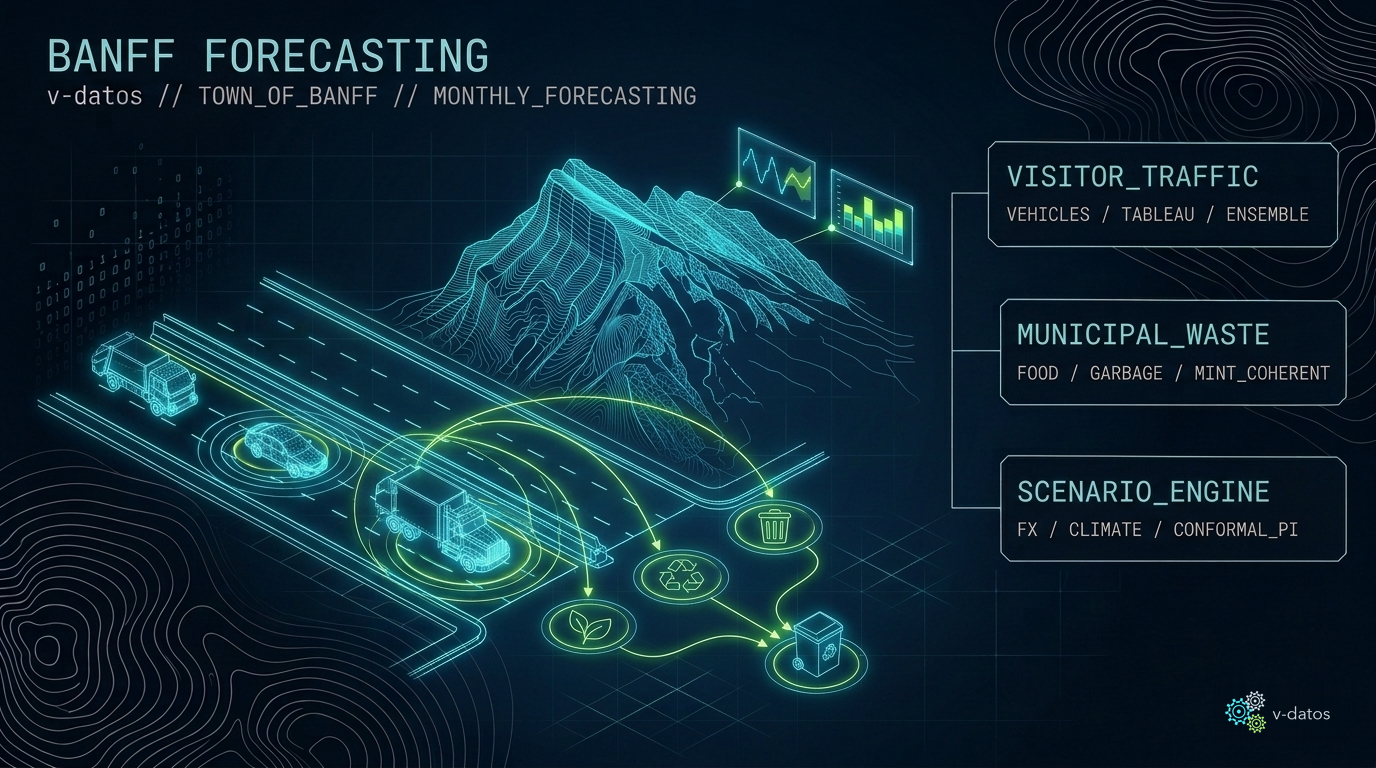 BANFF FORECASTING
v-datos // TOWN_OF_BANFF // MONTHLY_FORECASTING
VISITOR_TRAFFIC
VEHICLES / TABLEAU / ENSEMBLE
MUNICIPAL_WASTE
FOOD / GARBAGE / MINT_COHERENT
SCENARIO_ENGINE
FX / CLIMATE / CONFORMAL_PI
v-datos